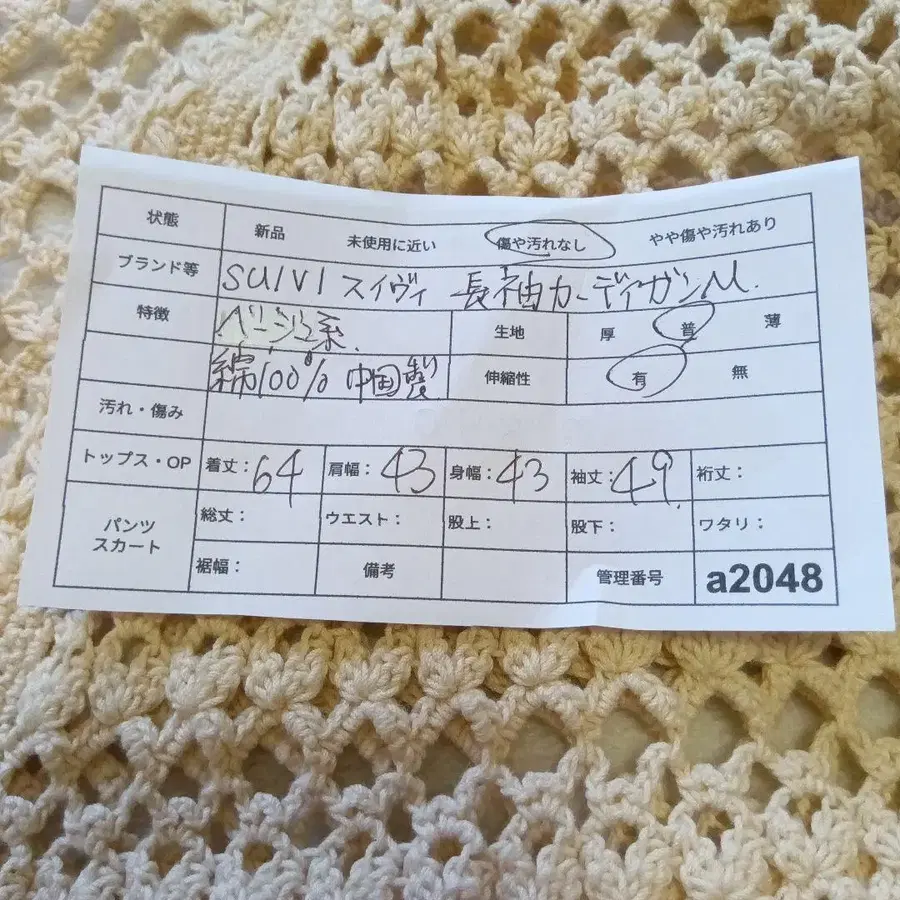 状態 新品 未使用に近い 傷や汚れなし やや傷や汚れあり
ブランド等 SUIVI スイヴィ 長袖カーディガンM.
特徴 ベージュ系. 生地 厚 普 薄
綿100% 中国製 伸縮性 有 無
汚れ・傷み
トップス・OP 着丈:64 肩幅:43 身幅:43 袖丈:49. 裄丈:
パンツ スカート 総丈: ウエスト: 股上: 股下: ワタリ:
裾幅: 備考 管理番号 a2048